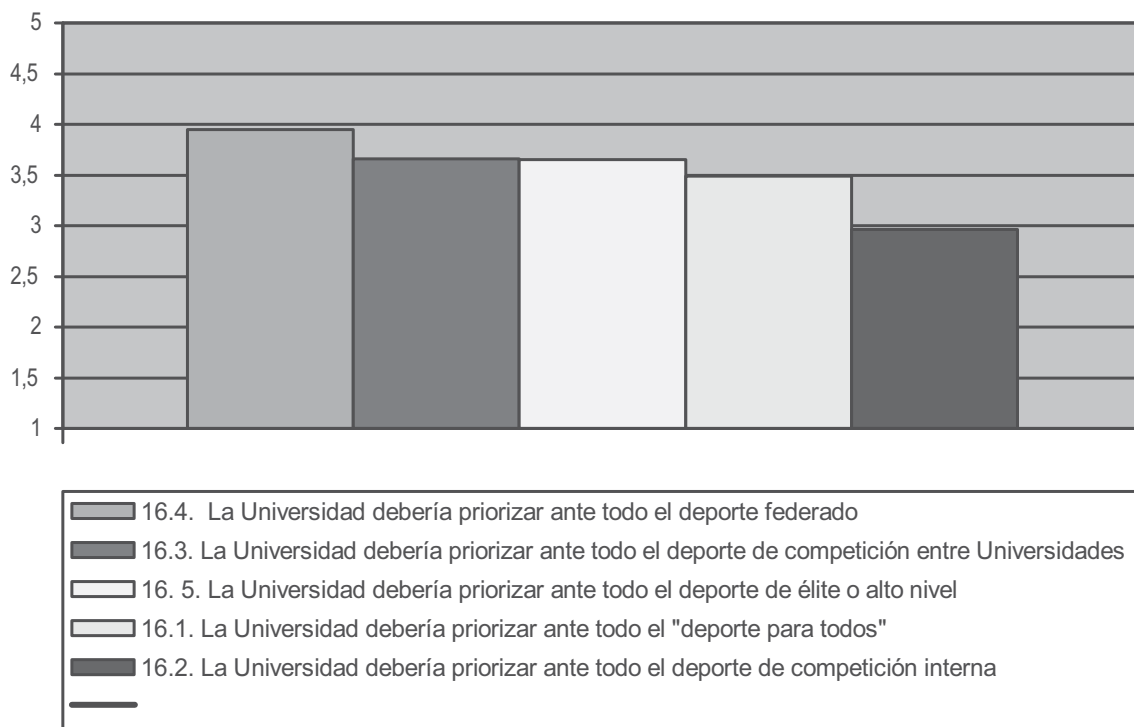 5
4,5
4
3,5
3
2,5
2
1,5
1
16.4. La Universidad debería priorizar ante todo el deporte federado
16.3. La Universidad debería priorizar ante todo el deporte de competición entre Universidades
16. 5. La Universidad debería priorizar ante todo el deporte de élite o alto nivel
16.1. La Universidad debería priorizar ante todo el "deporte para todos"
16.2. La Universidad debería priorizar ante todo el deporte de competición interna